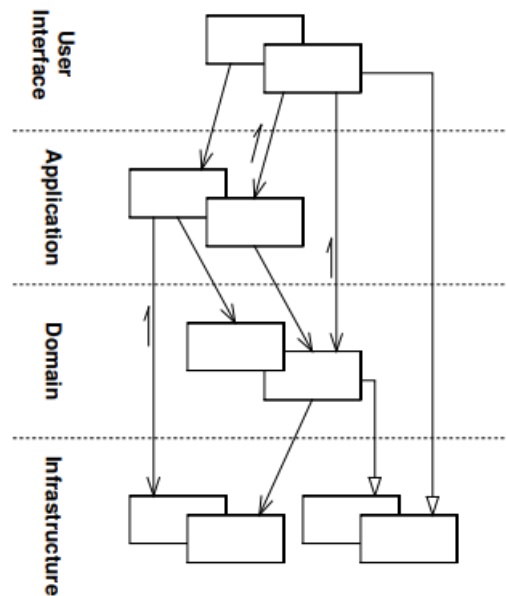 User
Interface
Application
Domain
Infrastructure